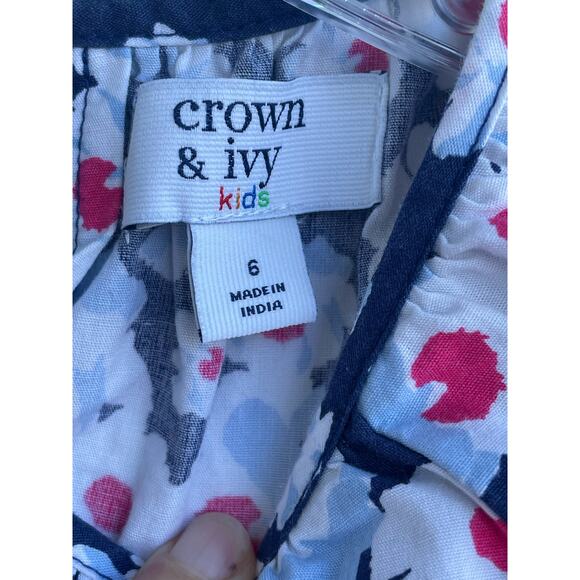 crown
& ivy
kids
6
MADE IN
INDIA